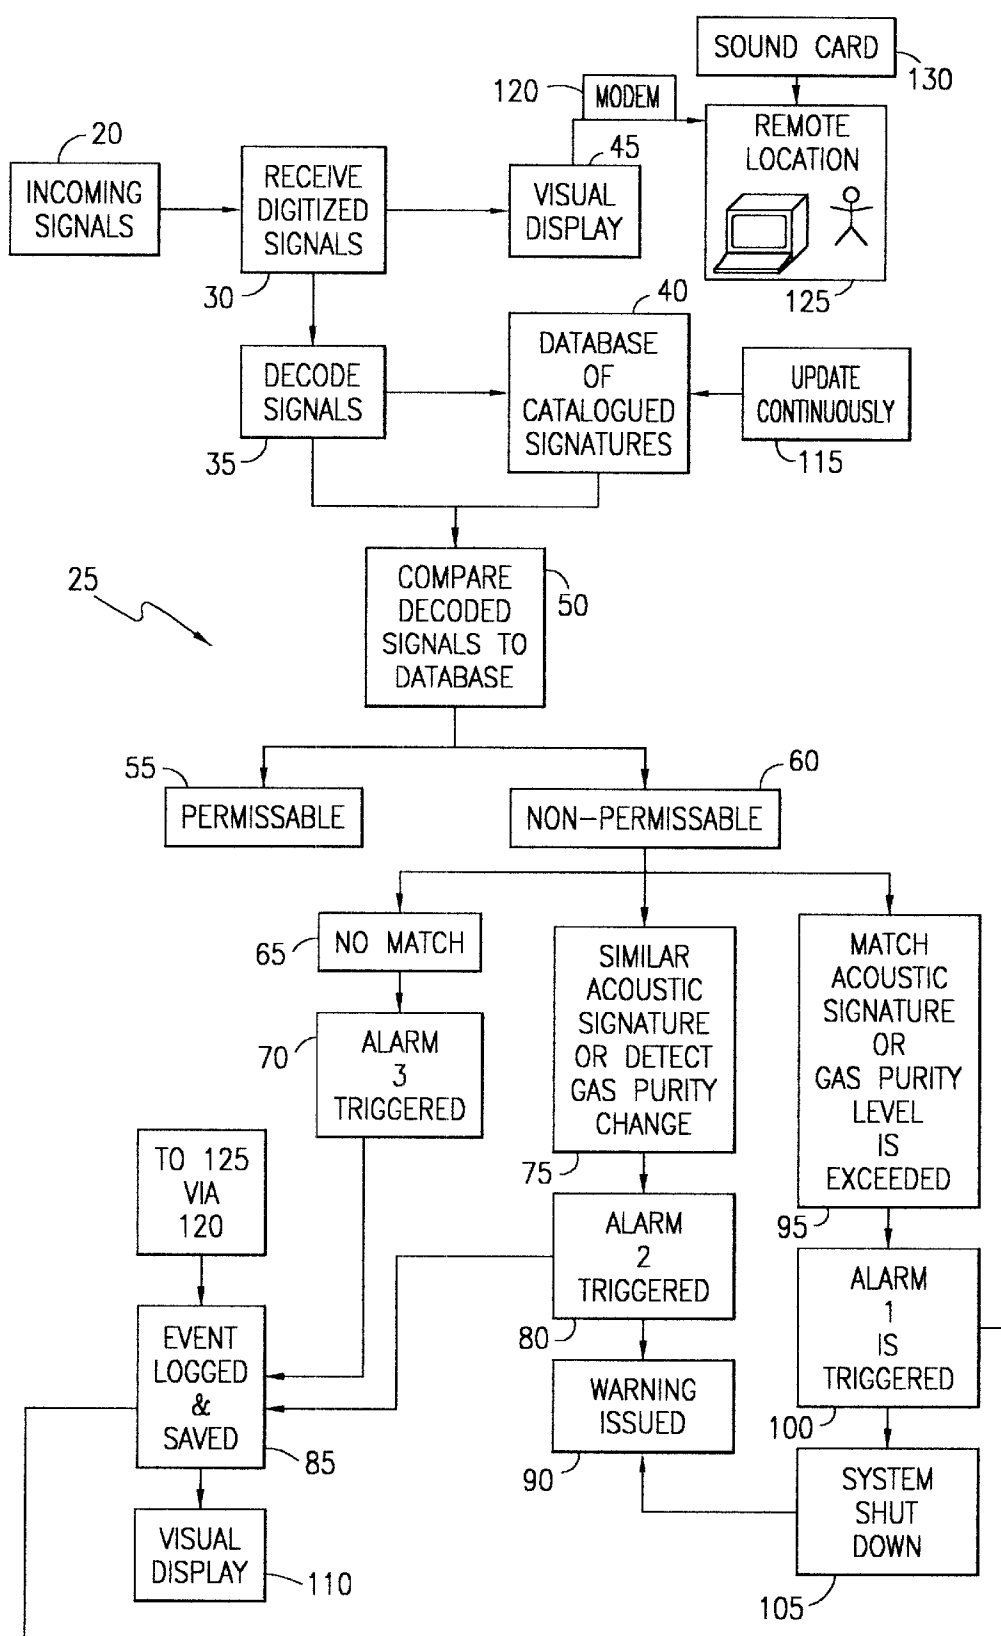 SOUND CARD
130
120
MODEM
REMOTE
LOCATION
125
20
INCOMING
SIGNALS
RECEIVE
DIGITIZED
SIGNALS
30
45
VISUAL
DISPLAY
40
DECODE
SIGNALS
35
DATABASE
OF
CATALOGUED
SIGNATURES
UPDATE
CONTINUOUSLY
115
25
COMPARE
DECODED
SIGNALS TO
DATABASE
50
55
PERMISSABLE
60
NON-PERMISSABLE
65
NO MATCH
70
ALARM
3
TRIGGERED
SIMILAR
ACOUSTIC
SIGNATURE
OR DETECT
GAS PURITY
CHANGE
75
MATCH
ACOUSTIC
SIGNATURE
OR
GAS PURITY
LEVEL
IS
EXCEEDED
95
TO 125
VIA
120
ALARM
2
TRIGGERED
80
ALARM
1
IS
TRIGGERED
100
EVENT
LOGGED
&
SAVED
85
WARNING
ISSUED
90
SYSTEM
SHUT
DOWN
105
VISUAL
DISPLAY
110